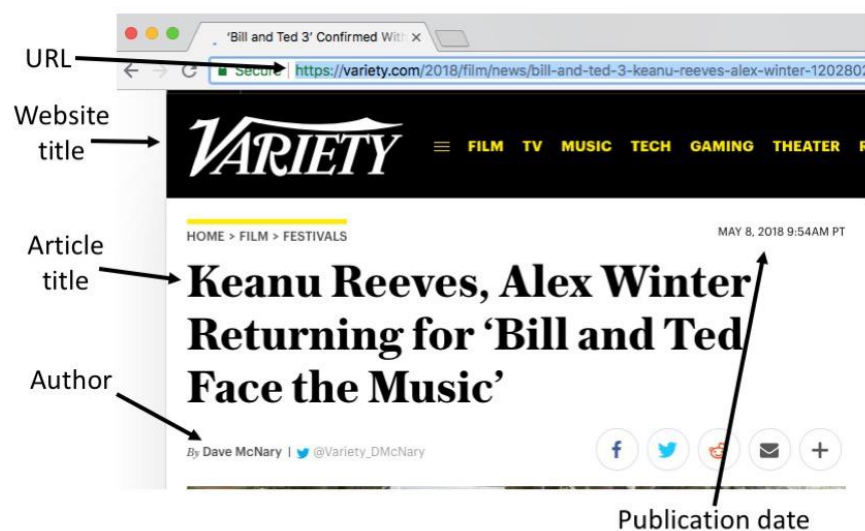 'Bill and Ted 3' Confirmed With
URL
Secure | https://variety.com/2018/film/news/bill-and-ted-3-keanu-reeves-alex-winter-120280
Website
title
VARIETY
FILM TV MUSIC TECH GAMING THEATER
HOME > FILM > FESTIVALS
MAY 8, 2018 9:54AM PT
Article
title
Keanu Reeves, Alex Winter
Returning for 'Bill and Ted
Face the Music'
Author
By Dave McNary | @Variety_DMcNary
Publication date